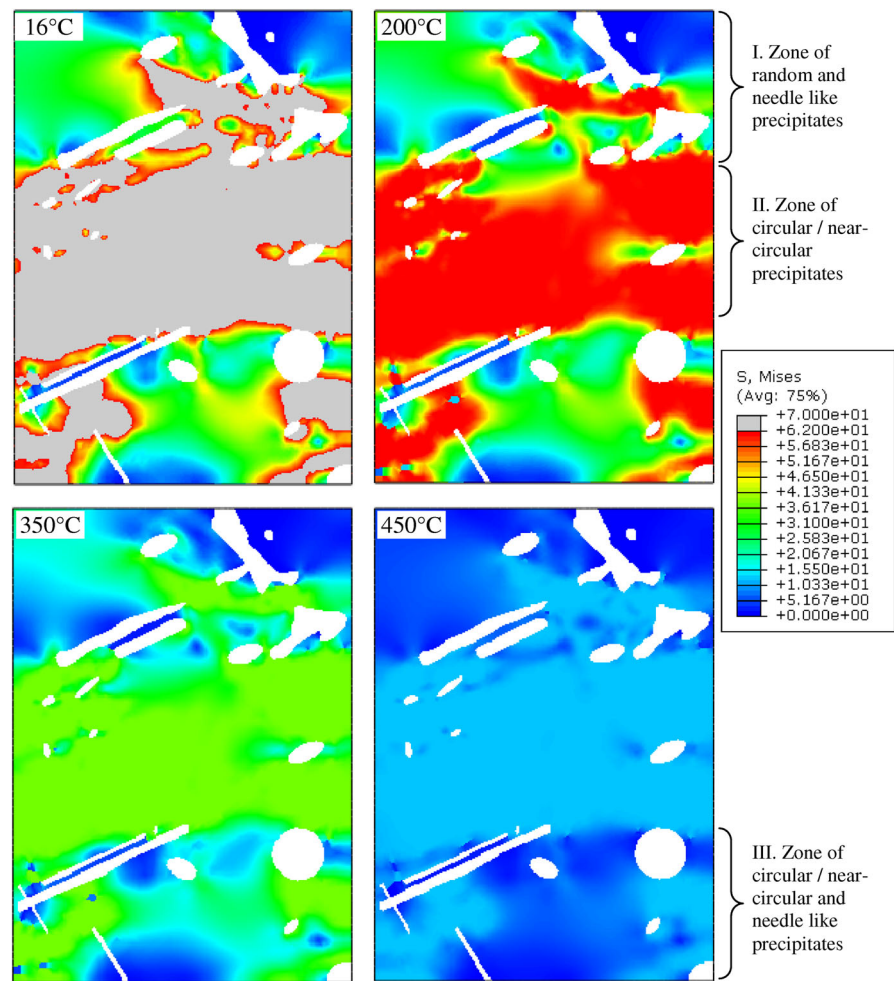 16°C
200°C
I. Zone of
random and
needle like
precipitates
II. Zone of
circular / near-
circular
precipitates
S, Mises
(Avg: 75%)
+7.000e+01
+6.200e+01
+5.683e+01
+5.167e+01
+4.650e+01
+4.133e+01
+3.617e+01
+3.100e+01
+2.583e+01
+2.067e+01
+1.550e+01
+1.033e+01
+5.167e+00
+0.000e+00
350°C
450°C
III. Zone of
circular / near-
circular and
needle like
precipitates